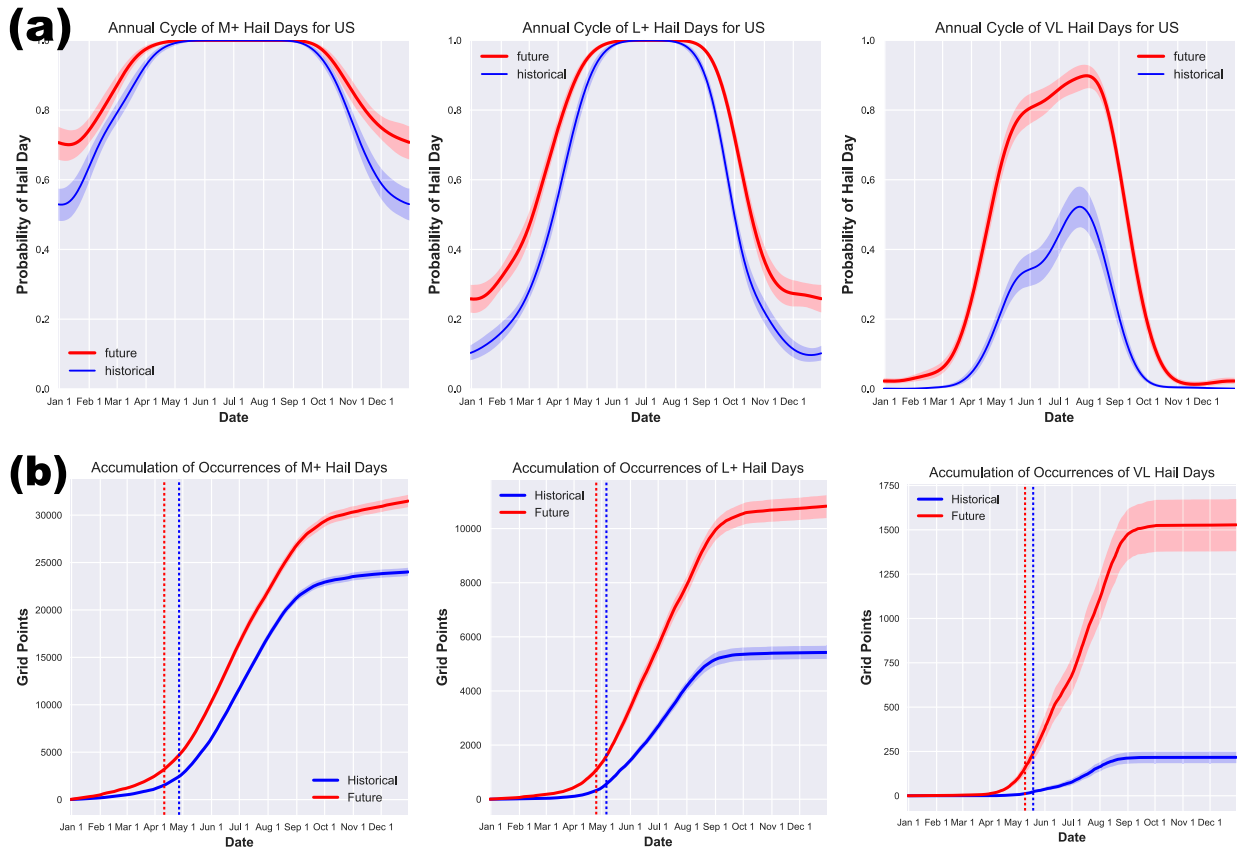 (a)
Annual Cycle of M+ Hail Days for US
1.0
0.8
0.6
0.4
0.2
0.0
Probability of Hail Day
future
historical
Jan 1 Feb 1 Mar 1 Apr 1 May 1 Jun 1 Jul 1 Aug 1 Sep 1 Oct 1 Nov 1 Dec 1
Date
Annual Cycle of L+ Hail Days for US
1.0
0.8
0.6
0.4
0.2
0.0
Probability of Hail Day
future
historical
Jan 1 Feb 1 Mar 1 Apr 1 May 1 Jun 1 Jul 1 Aug 1 Sep 1 Oct 1 Nov 1 Dec 1
Date
Annual Cycle of VL Hail Days for US
1.0
0.8
0.6
0.4
0.2
0.0
Probability of Hail Day
future
historical
Jan 1 Feb 1 Mar 1 Apr 1 May 1 Jun 1 Jul 1 Aug 1 Sep 1 Oct 1 Nov 1 Dec 1
Date
(b)
Accumulation of Occurrences of M+ Hail Days
30000
25000
20000
15000
10000
5000
0
Grid Points
Historical
Future
Jan 1 Feb 1 Mar 1 Apr 1 May 1 Jun 1 Jul 1 Aug 1 Sep 1 Oct 1 Nov 1 Dec 1
Date
Accumulation of Occurrences of L+ Hail Days
10000
8000
6000
4000
2000
0
Grid Points
Historical
Future
Jan 1 Feb 1 Mar 1 Apr 1 May 1 Jun 1 Jul 1 Aug 1 Sep 1 Oct 1 Nov 1 Dec 1
Date
Accumulation of Occurrences of VL Hail Days
1750
1500
1250
1000
750
500
250
0
Grid Points
Historical
Future
Jan 1 Feb 1 Mar 1 Apr 1 May 1 Jun 1 Jul 1 Aug 1 Sep 1 Oct 1 Nov 1 Dec 1
Date